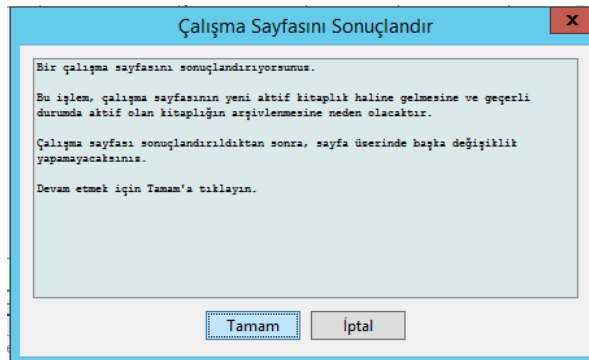 Çalışma Sayfasını Sonuçlandır
x
Bir çalışma sayfasını sonuçlandırıyorsunuz.
Bu işlem, çalışma sayfasının yeni aktif kitaplık haline gelmesine ve geçerli
durumda aktif olan kitaplığın arşivlenmesine neden olacaktır.
Çalışma sayfası sonuçlandırıldıktan sonra, sayfa üzerinde başka değişiklik
yapamayacaksınız.
Devam etmek için Tamam'a tıklayın.
Tamam
İptal